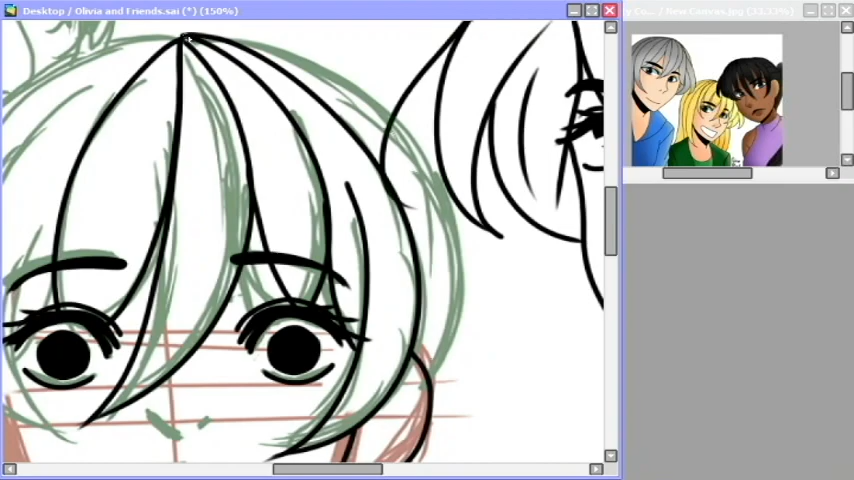 Desktop / Olivia and Friends.sai (*) (150%)
/ New Canvas.jpg (33.33%)